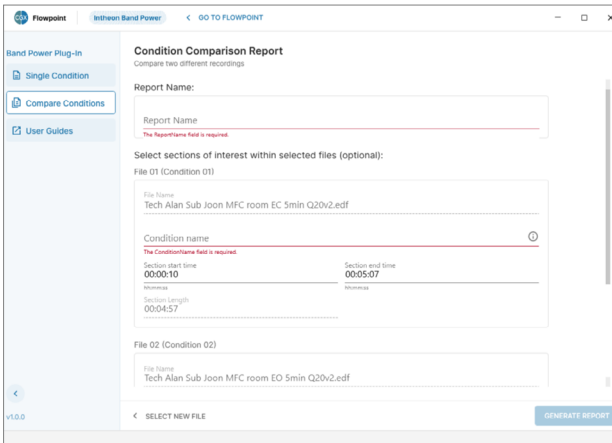 CGX Flowpoint Intheon Band Power GO TO FLOWPOINT
Band Power Plug-In
Single Condition
Compare Conditions
User Guides
v1.0.0
Condition Comparison Report
Compare two different recordings
Report Name:
Report Name
The ReportName field is required.
Select sections of interest within selected files (optional):
File 01 (Condition 01)
File Name
Tech Alan Sub Joon MFC room EC 5min Q20v2.edf
Condition name
The ConditionName field is required.
Section start time Section end time
00:00:10 00:05:07
hh:mm:ss hh:mm:ss
Section Length
00:04:57
File 02 (Condition 02)
File Name
Tech Alan Sub Joon MFC room EO 5min Q20v2.edf
SELECT NEW FILE GENERATE REPORT